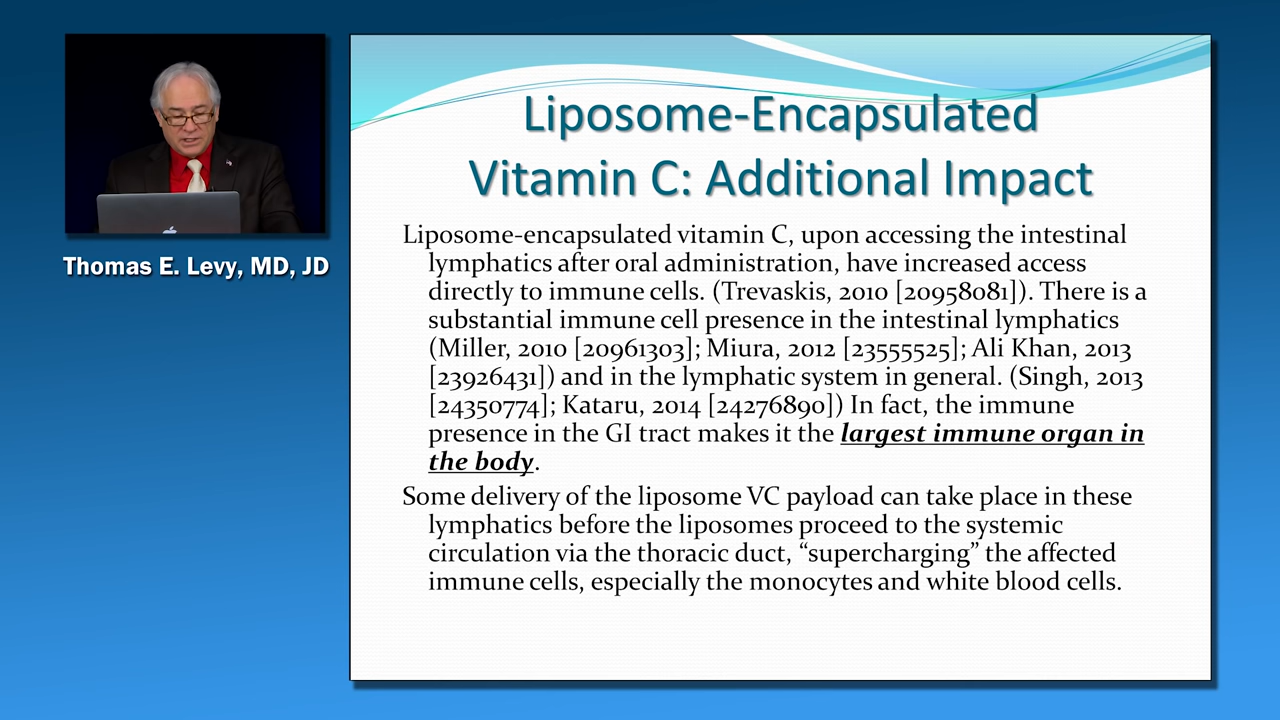 Thomas E. Levy, MD, JD
Liposome-Encapsulated
Vitamin C: Additional Impact
Liposome-encapsulated vitamin C, upon accessing the intestinal
lymphatics after oral administration, have increased access
directly to immune cells. (Trevaskis, 2010 [20958081]). There is a
substantial immune cell presence in the intestinal lymphatics
(Miller, 2010 [20961303]; Miura, 2012 [23555525]; Ali Khan, 2013
[23926431]) and in the lymphatic system in general. (Singh, 2013
[24350774]; Kataru, 2014 [24276890]) In fact, the immune
presence in the GI tract makes it the largest immune organ in
the body.
Some delivery of the liposome VC payload can take place in these
lymphatics before the liposomes proceed to the systemic
circulation via the thoracic duct, “supercharging” the affected
immune cells, especially the monocytes and white blood cells.